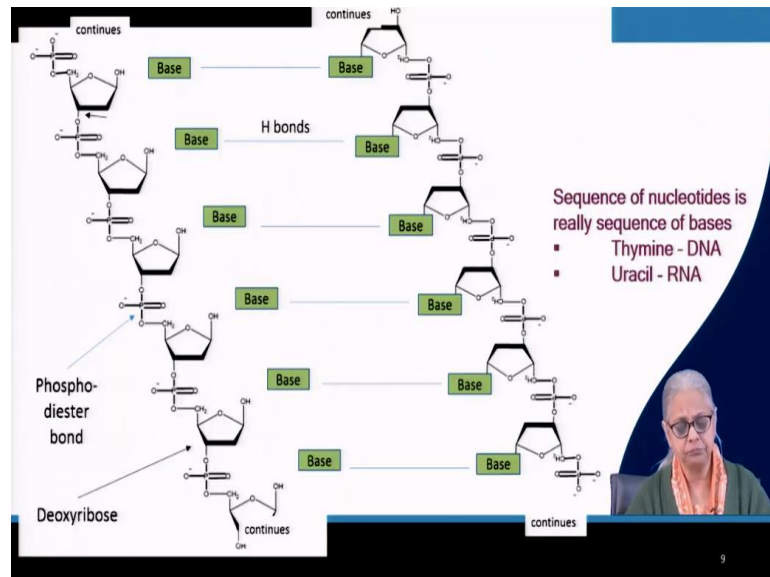 continues
continues
Base
Base
Base
H bonds
Base
Base
Base
Base
Base
Base
Base
Base
Base
Sequence of nucleotides is
really sequence of bases
▪ Thymine - DNA
▪ Uracil - RNA
Phospho-
diester
bond
Deoxyribose
continues
continues
9